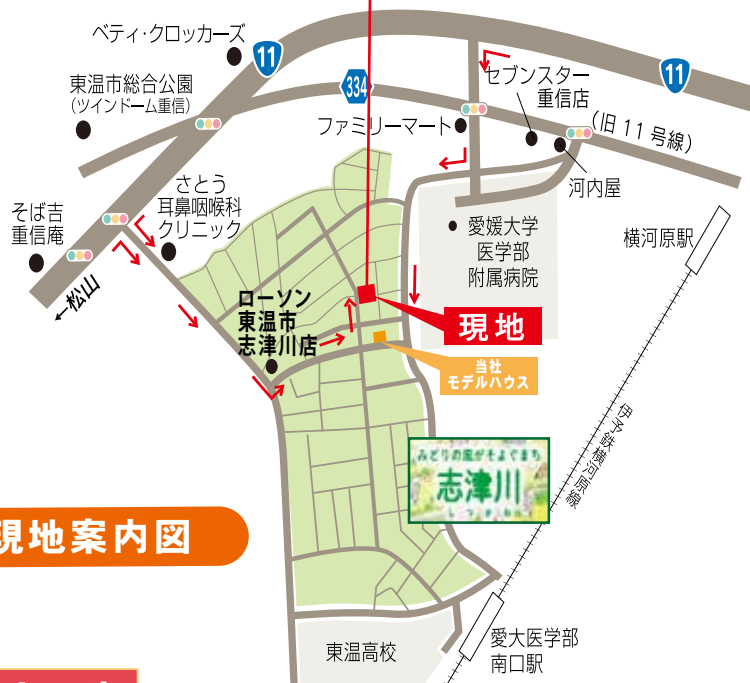 ベティ・クロッカーズ
11
東温市総合公園
(ツインドーム重信)
334
セブンスター
重信店
11
ファミリーマート
(旧11号線)
河内屋
さとう
耳鼻咽喉科
クリニック
そば吉
重信庵
←松山
愛媛大学
医学部
附属病院
横河原駅
ローソン
東温市
志津川店
現地
当社
モデルハウス
伊予鉄横河原線
みどりの風がそよぐまち
志津川
しつかわ
現地案内図
東温高校
愛大医学部
南口駅